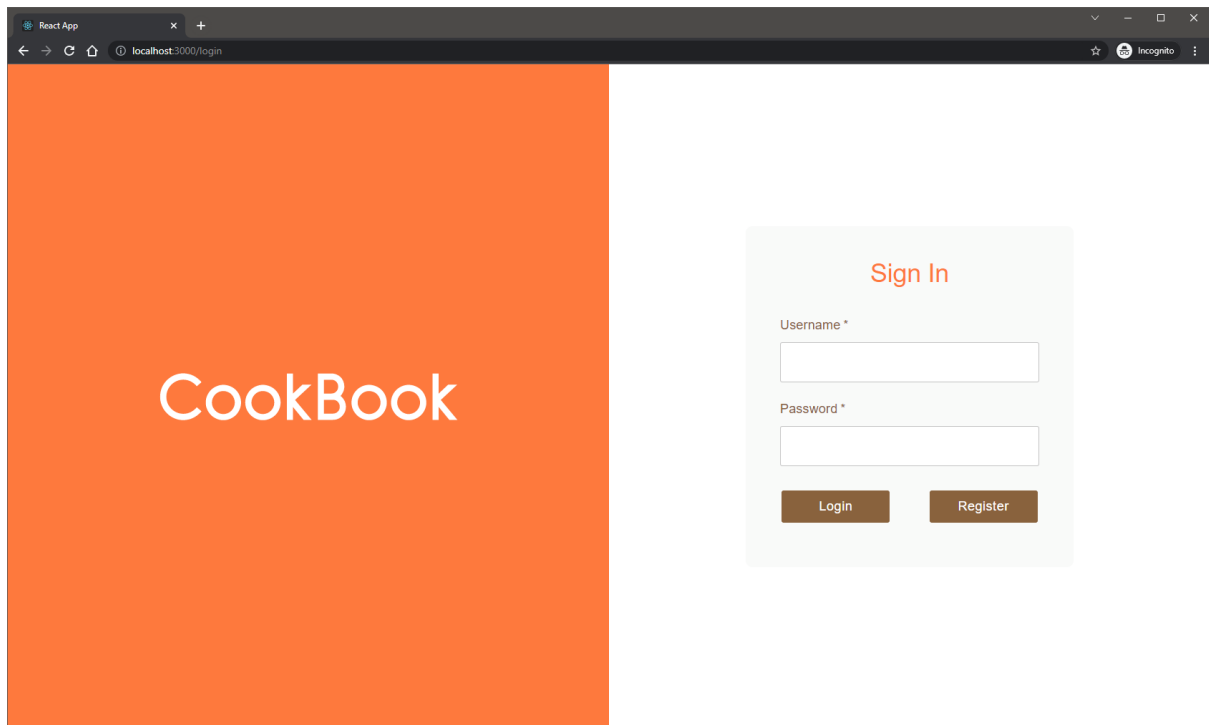 React App
localhost:3000/login
Incognito
CookBook
Sign In
Username *
Password *
Login Register